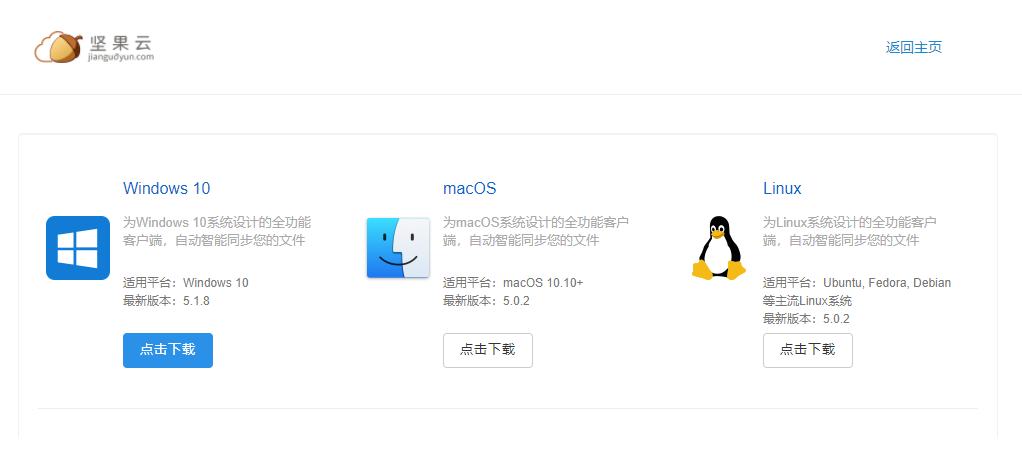 坚果云
jianguoyun.com
返回主页
Windows 10
为Windows 10系统设计的全功能
客户端，自动智能同步您的文件
适用平台：Windows 10
最新版本：5.1.8
点击下载
macOS
为macOS系统设计的全功能客户
端，自动智能同步您的文件
适用平台：macOS 10.10+
最新版本：5.0.2
点击下载
Linux
为Linux系统设计的全功能客户
端，自动智能同步您的文件
适用平台：Ubuntu, Fedora, Debian
等主流Linux系统
最新版本：5.0.2
点击下载